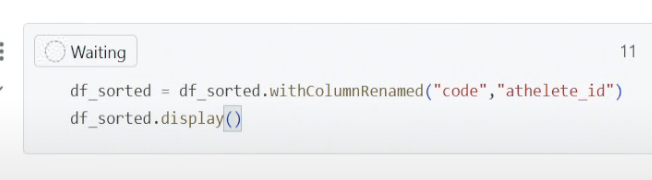 Waiting
11
df_sorted = df_sorted.withColumnRenamed("code","athelete_id")
df_sorted.display()